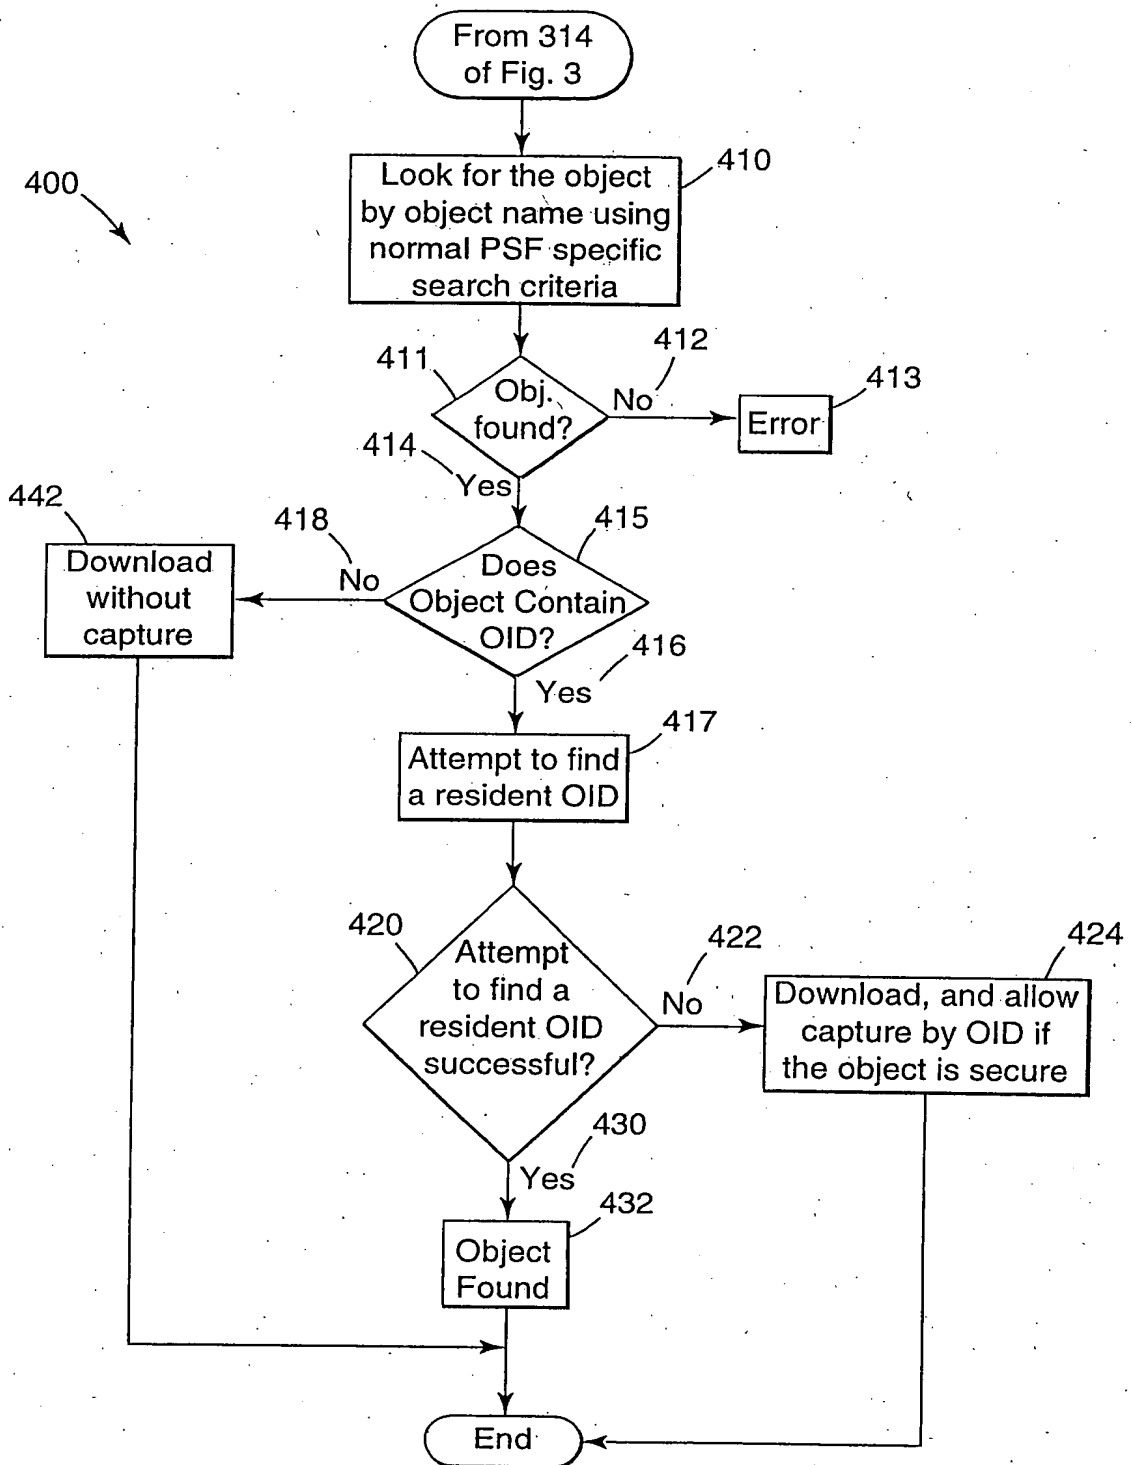 From 314
of Fig. 3
400
410
Look for the object
by object name using
normal PSF specific
search criteria
411
412
Obj.
found?
No
413
Error
414
Yes
442
418
415
Download
without
capture
No
Does
Object Contain
OID?
416
Yes
417
Attempt to find
a resident OID
420
422
424
Attempt
to find a
resident OID
successful?
No
Download, and allow
capture by OID if
the object is secure
430
Yes
432
Object
Found
End